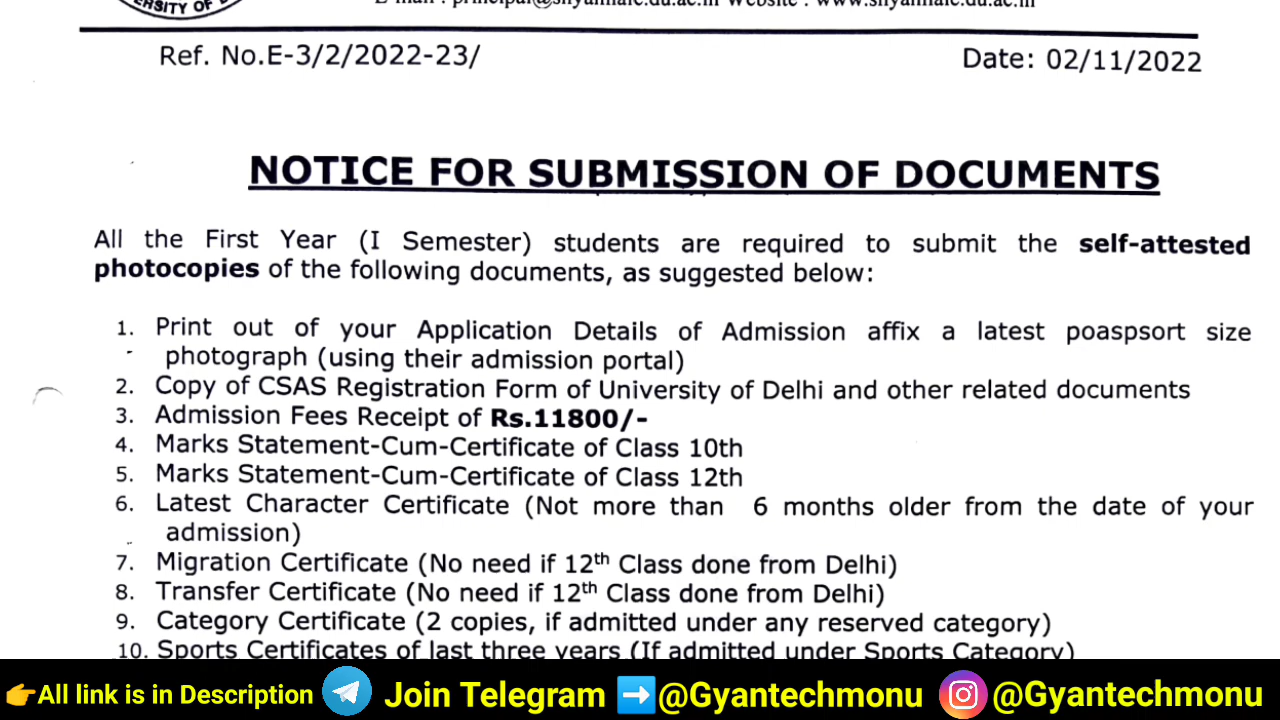 Ref. No.E-3/2/2022-23/
Date: 02/11/2022
NOTICE FOR SUBMISSION OF DOCUMENTS
All the First Year (I Semester) students are required to submit the self-attested
photocopies of the following documents, as suggested below:
1. Print out of your Application Details of Admission affix a latest poaspsort size
photograph (using their admission portal)
2. Copy of CSAS Registration Form of University of Delhi and other related documents
3. Admission Fees Receipt of Rs.11800/-
4. Marks Statement-Cum-Certificate of Class 10th
5. Marks Statement-Cum-Certificate of Class 12th
6. Latest Character Certificate (Not more than 6 months older from the date of your
admission)
7. Migration Certificate (No need if 12th Class done from Delhi)
8. Transfer Certificate (No need if 12th Class done from Delhi)
9. Category Certificate (2 copies, if admitted under any reserved category)
10. Sports Certificates of last three years (If admitted under Sports Category)
👉All link is in Description Join Telegram ➡️@Gyantechmonu @Gyantechmonu